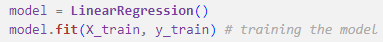 model = LinearRegression()
model.fit(X_train, y_train) # training the model